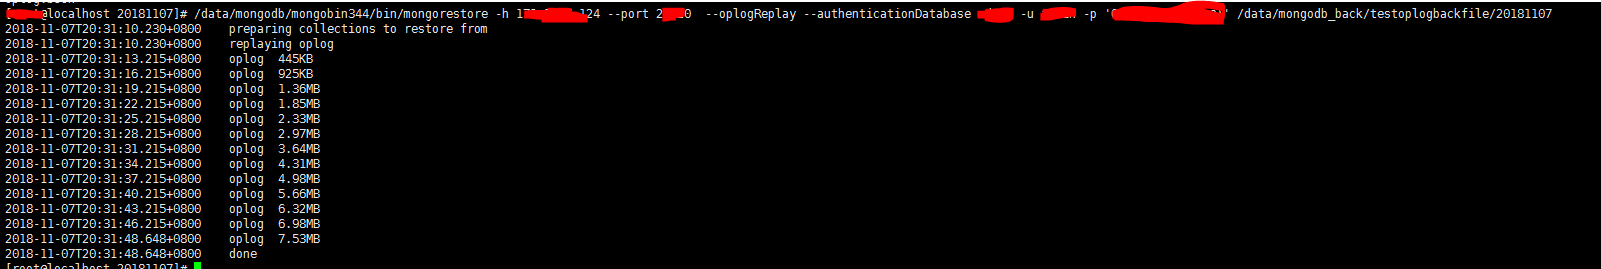 @localhost 20181107]# /data/mongodb/mongobin344/bin/mongorestore -h 124 --port --oplogReplay --authenticationDatabase -u -p ' ' /data/mongodb_back/testoplogbackfile/20181107
2018-11-07T20:31:10.230+0800 preparing collections to restore from
2018-11-07T20:31:10.230+0800 replaying oplog
2018-11-07T20:31:13.215+0800 oplog 445KB
2018-11-07T20:31:16.215+0800 oplog 925KB
2018-11-07T20:31:19.215+0800 oplog 1.36MB
2018-11-07T20:31:22.215+0800 oplog 1.85MB
2018-11-07T20:31:25.215+0800 oplog 2.33MB
2018-11-07T20:31:28.215+0800 oplog 2.97MB
2018-11-07T20:31:31.215+0800 oplog 3.64MB
2018-11-07T20:31:34.215+0800 oplog 4.31MB
2018-11-07T20:31:37.215+0800 oplog 4.98MB
2018-11-07T20:31:40.215+0800 oplog 5.66MB
2018-11-07T20:31:43.215+0800 oplog 6.32MB
2018-11-07T20:31:46.215+0800 oplog 6.98MB
2018-11-07T20:31:48.648+0800 oplog 7.53MB
2018-11-07T20:31:48.648+0800 done
[root@localhost 20181107]#